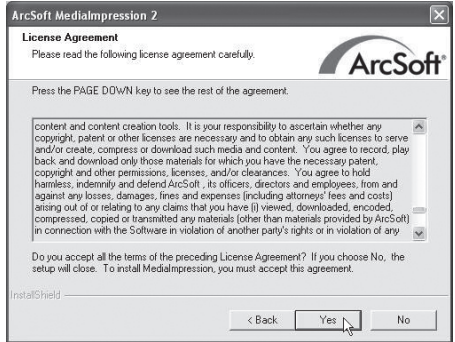 ArcSoft MediaImpression 2
License Agreement
Please read the following license agreement carefully.
ArcSoft
Press the PAGE DOWN key to see the rest of the agreement.
content and content creation tools. It is your responsibility to ascertain whether any
copyright, patent or other licenses are necessary and to obtain any such licenses to serve
and/or create, compress or download such media and content. You agree to record, play
back and download only those materials for which you have the necessary patent,
copyright and other permissions, licenses, and/or clearances. You agree to hold
harmless, indemnify and defend ArcSoft , its officers, directors and employees, from and
against any losses, damages, fines and expenses (including attorneys' fees and costs)
arising out of or relating to any claims that you have (i) viewed, downloaded, encoded,
compressed, copied or transmitted any materials (other than materials provided by ArcSoft)
in connection with the Software in violation of another party's rights or in violation of any
Do you accept all the terms of the preceding License Agreement? If you choose No, the
setup will close. To install MediaImpression, you must accept this agreement.
InstallShield
< Back
Yes
No